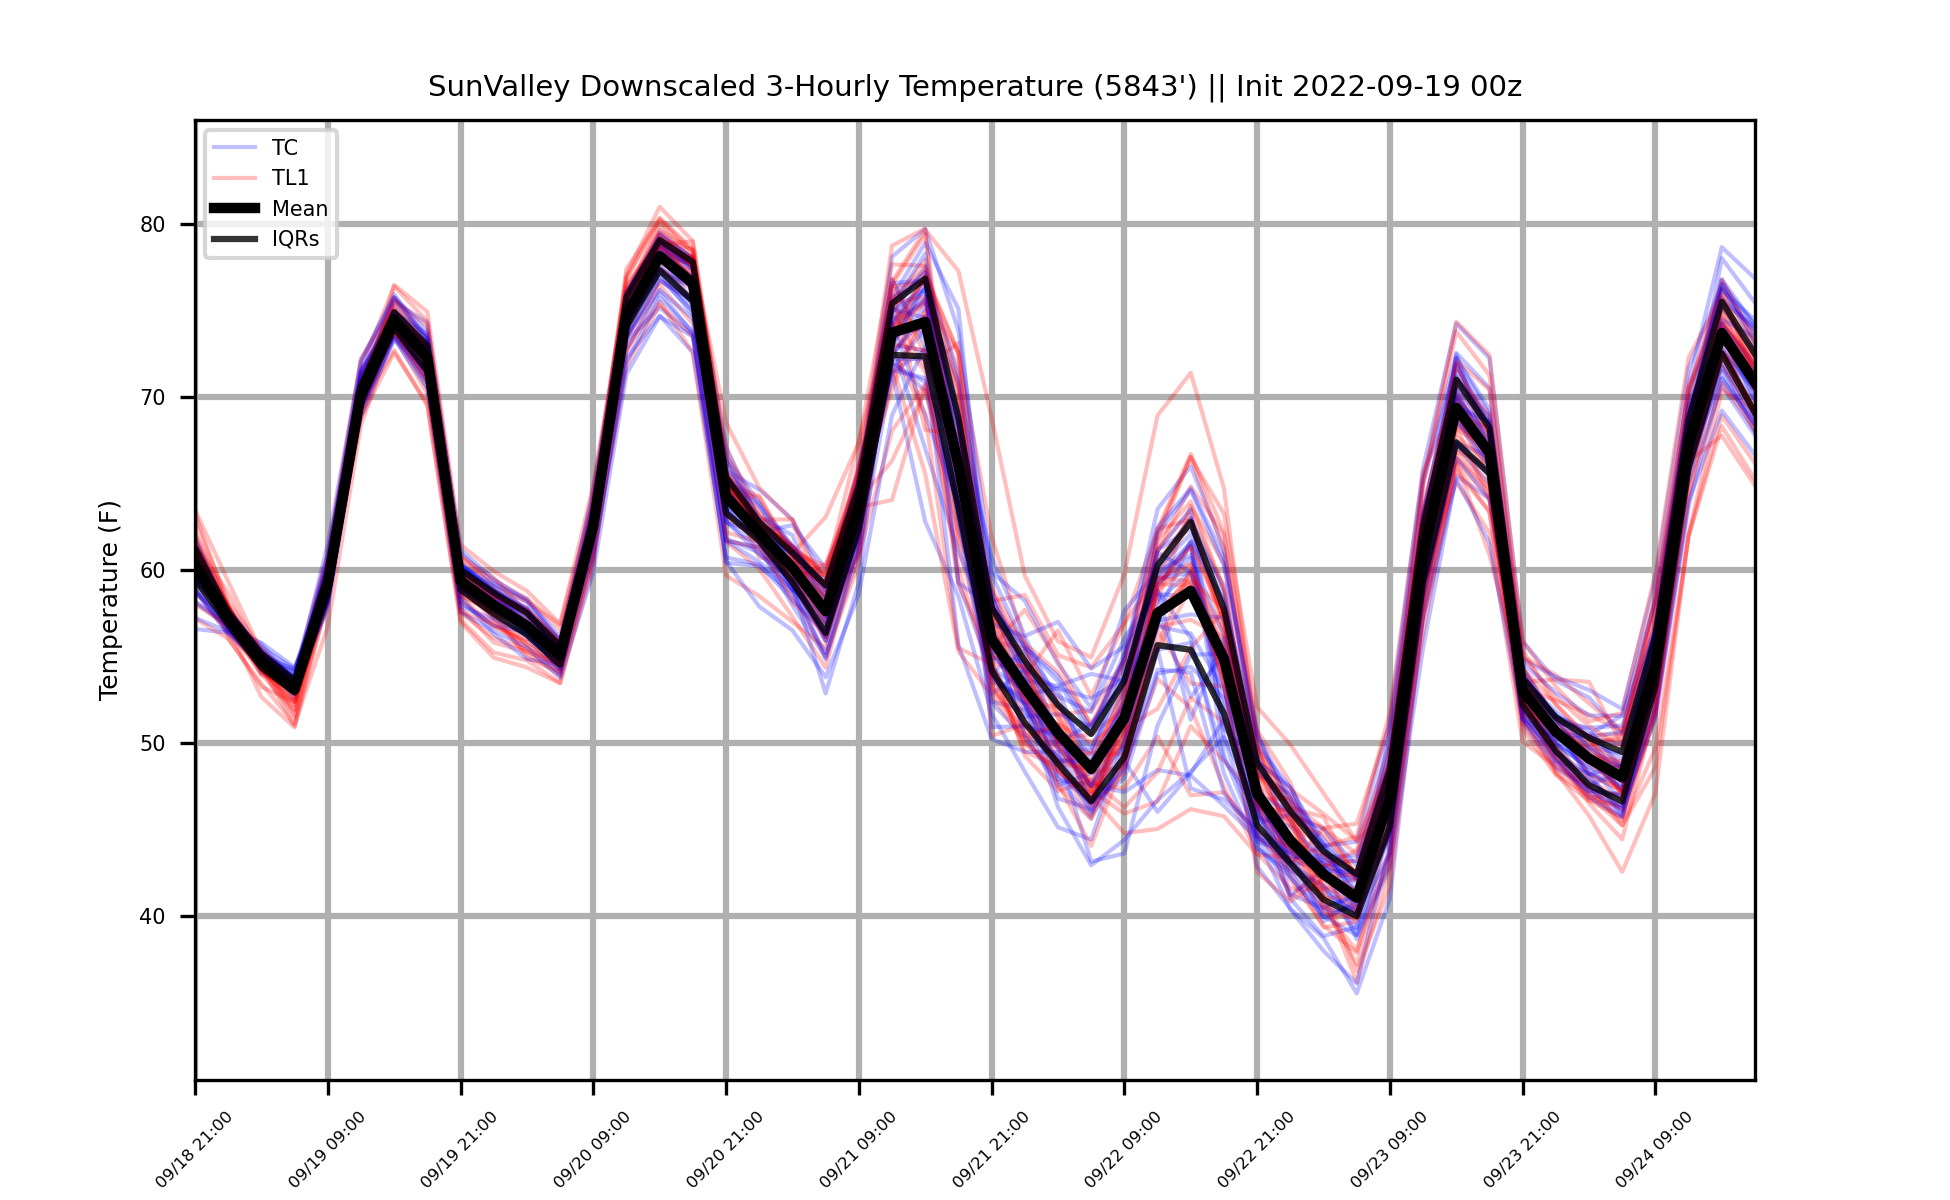 SunValley Downscaled 3-Hourly Temperature (5843') || Init 2022-09-19 00z
TC
TL1
Mean
IQRs
Temperature (F)
80
70
60
50
40
09/18 21:00
09/19 09:00
09/19 21:00
09/20 09:00
09/20 21:00
09/21 09:00
09/21 21:00
09/22 09:00
09/22 21:00
09/23 09:00
09/23 21:00
09/24 09:00